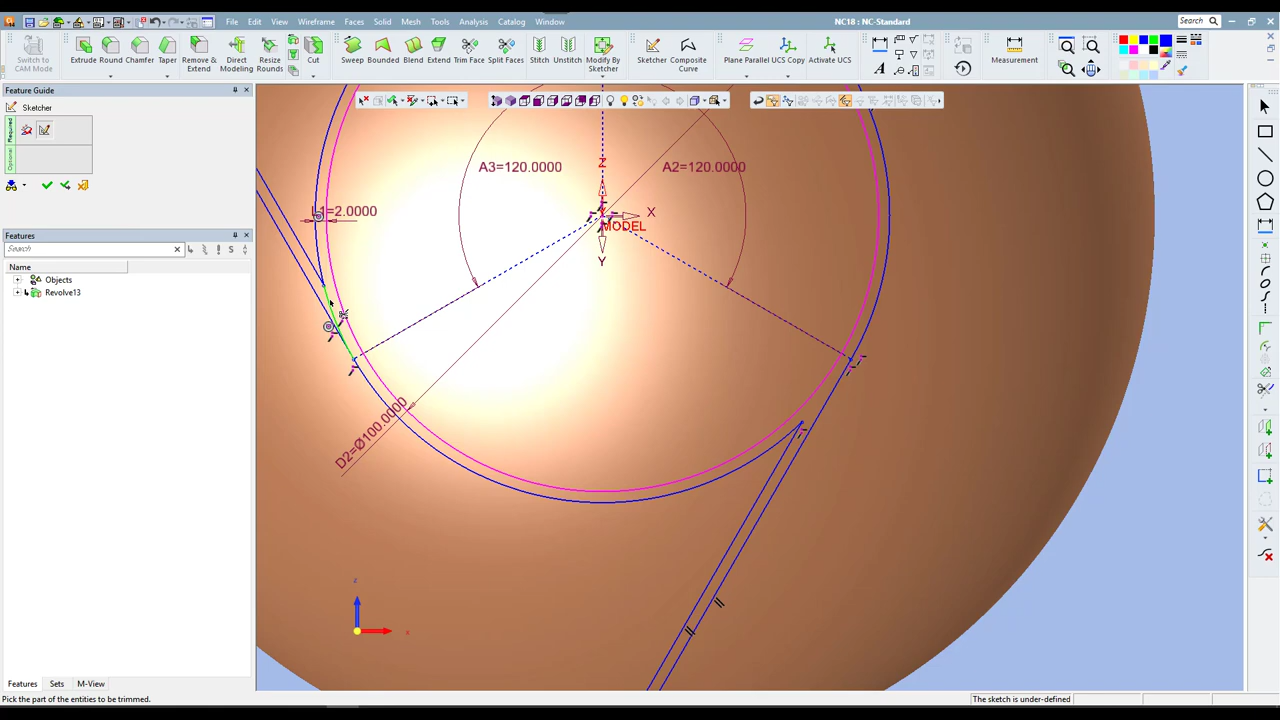 File Edit View Wireframe Faces Solid Mesh Analysis Catalog Window
NC18 : NC-Standard
Search
Switch to CAM Mode
Extrude Round Chamfer Taper Remove & Extend Direct Modeling Resize Rounds Cut
Sweep Bounded Blend End Trim Face Split Faces Stitch Unstitch Modify By Sketcher
Sketcher Composite Curve
Plane Parallel UCS Copy Activate UCS
Measurement
Feature Guide
Sketcher
Required
Optional
Features
Search
Name
Objects
Revolve13
A3=120.0000
A2=120.0000
Z
X
MODEL
Y
L1=2.0000
D2=Ø100.0000
z
x
Features Sets M-View
Pick the part of the entities to be trimmed.
The sketch is under-defined